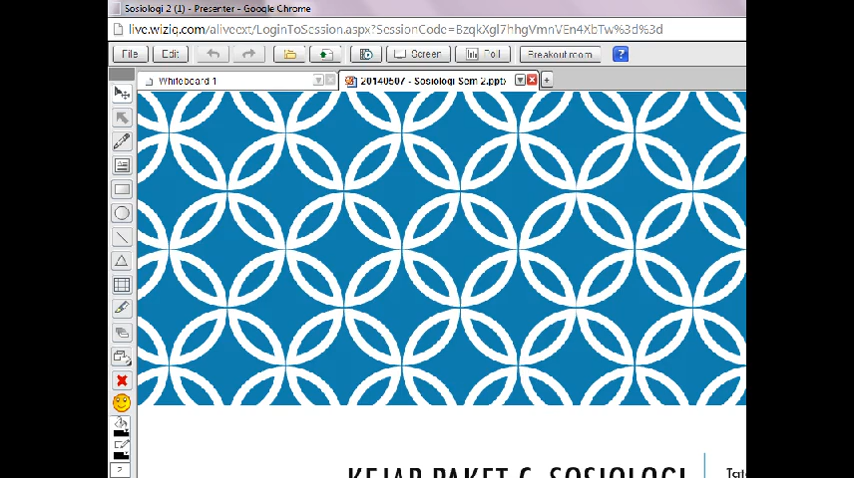 Sosiologi 2 (1) - Presenter - Google Chrome
live.wiziq.com/aliveext/LoginToSession.aspx?SessionCode=BzqkXgl7hhgVmnVEn4XbTw%3d%3d
File Edit Screen Poll Breakout room ?
Whiteboard 1 20140507 - Sosiologi Sem 2.pptx +
KEJAR PAKET C SOSIOLOGI
2